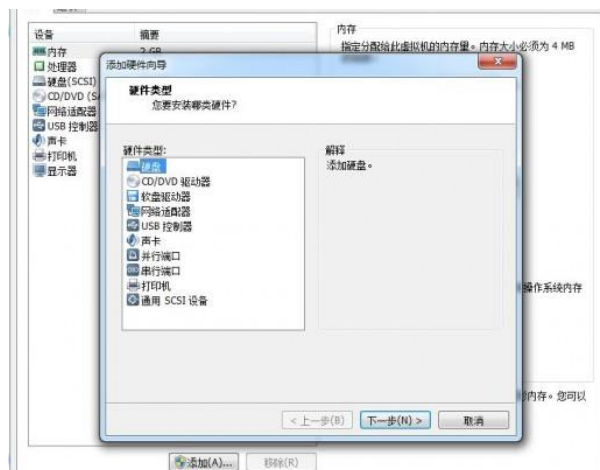 设备
摘要
内存
2 GB
处理器
硬盘(SCSI)
CD/DVD (SA
网络适配器
USB 控制器
声卡
打印机
显示器
内存
指定分配给此虚拟机的内存量。内存大小必须为 4 MB
添加硬件向导
硬件类型
您要安装哪类硬件?
硬件类型:
硬盘
CD/DVD 驱动器
软盘驱动器
网络适配器
USB 控制器
声卡
并行端口
串行端口
打印机
通用 SCSI 设备
解释
添加硬盘。
操作系统内存
内存。您可以
< 上一步(B)
下一步(N) >
取消
添加(A)...
移除(R)